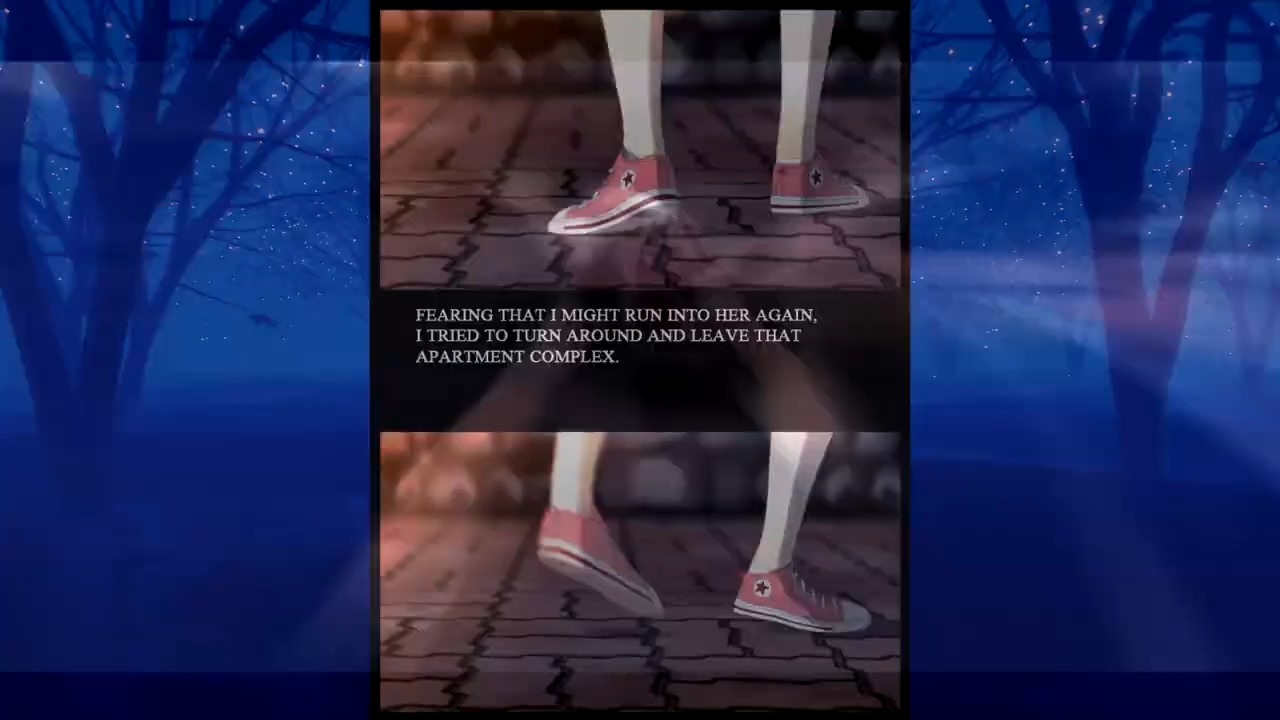 FEARING THAT I MIGHT RUN INTO HER AGAIN,
I TRIED TO TURN AROUND AND LEAVE THAT
APARTMENT COMPLEX.